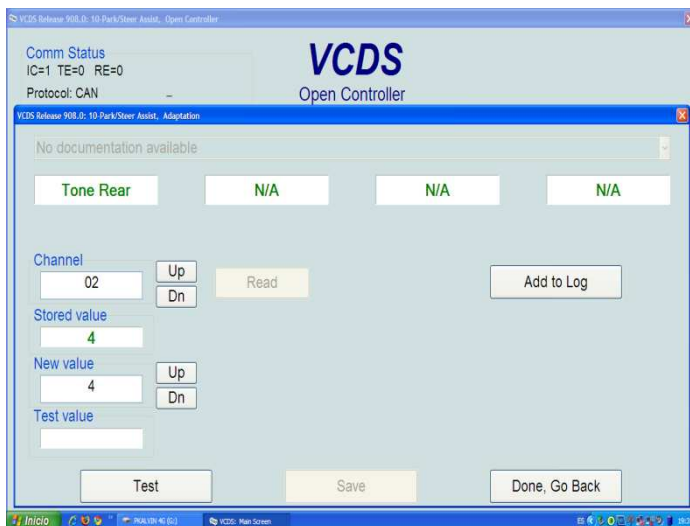 VCDS Release 908.0: 10-Park/Steer Assist, Open Controller
Comm Status
IC=1 TE=0 RE=0
Protocol: CAN
VCDS
Open Controller
VCDS Release 908.0: 10-Park/Steer Assist, Adaptation
No documentation available
Tone Rear N/A N/A N/A
Channel
02 Up Read Add to Log
Dn
Stored value
4
New value
4 Up
Dn
Test value
Test Save Done, Go Back
Inicio PKALVIN 4G (G:) VCDS: Main Screen ES